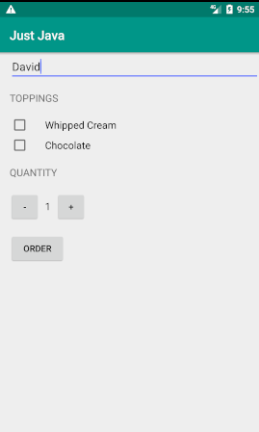 9:55
Just Java
David
TOPPINGS
Whipped Cream
Chocolate
QUANTITY
- 1 +
ORDER